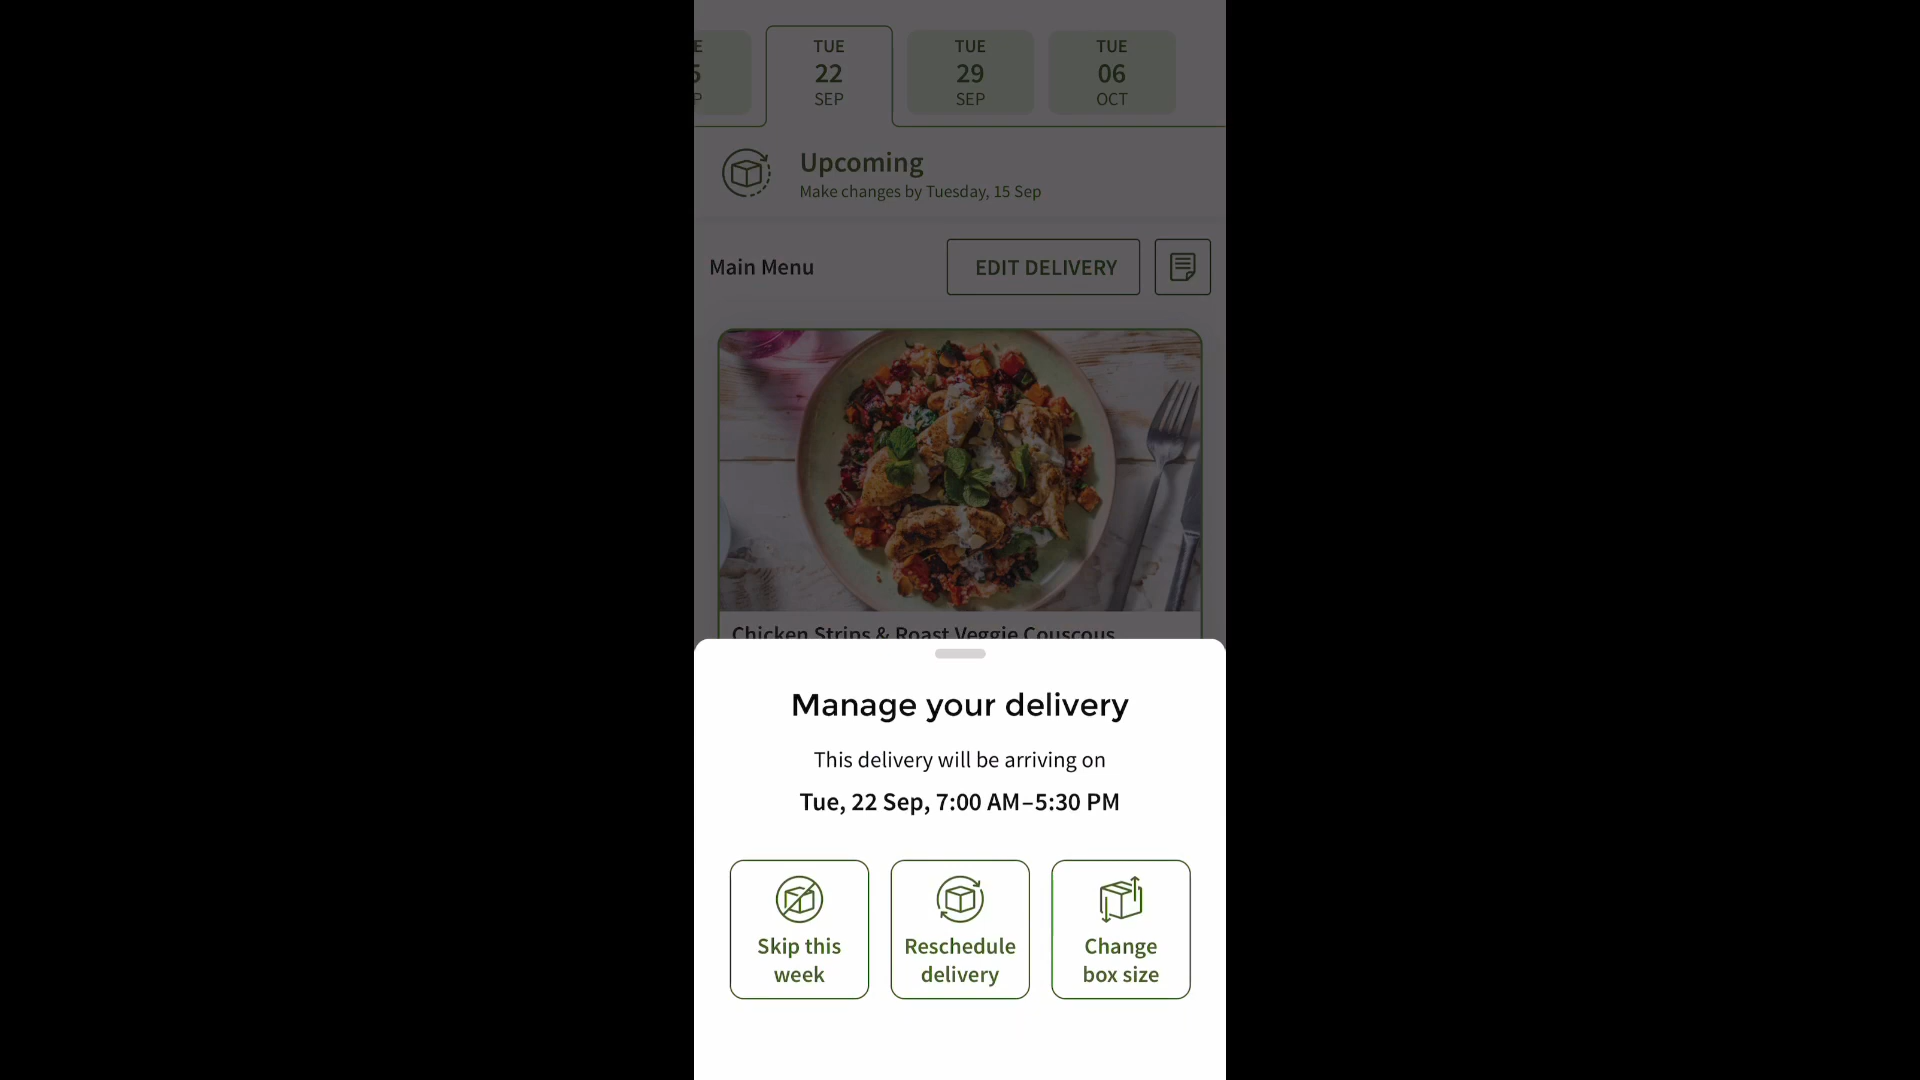 TUE
22
SEP
TUE
29
SEP
TUE
06
OCT
Upcoming
Make changes by Tuesday, 15 Sep
Main Menu
EDIT DELIVERY
Chicken Strips & Roast Veggie Couscous
Manage your delivery
This delivery will be arriving on
Tue, 22 Sep, 7:00 AM–5:30 PM
Skip this
week
Reschedule
delivery
Change
box size